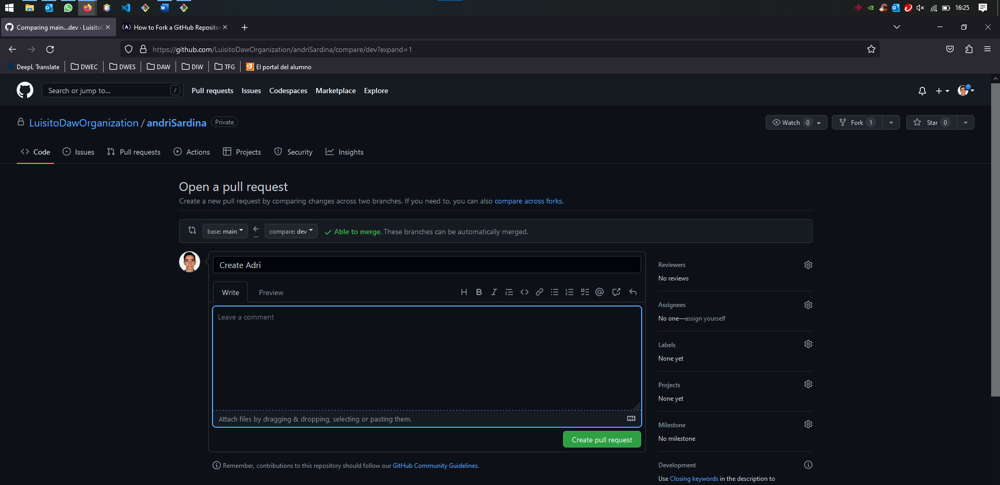 16:25
Comparing main...dev · Luisito
How to Fork a GitHub Reposito
https://github.com/LuisitoDawOrganization/andriSardina/compare/dev?expand=1
DeepL Translate DWEC DWES DAW DIW TFG El portal del alumno
Search or jump to... / Pull requests Issues Codespaces Marketplace Explore
LuisitoDawOrganization / andriSardina Private
Watch 0 Fork 1 Star 0
Code Issues Pull requests Actions Projects Security Insights
Open a pull request
Create a new pull request by comparing changes across two branches. If you need to, you can also compare across forks.
base: main ... compare: dev Able to merge. These branches can be automatically merged.
Create Adri
Write Preview
H B I @
Leave a comment
Attach files by dragging & dropping, selecting or pasting them.
Create pull request
Remember, contributions to this repository should follow our GitHub Community Guidelines.
Reviewers
No reviews
Assignees
No one—assign yourself
Labels
None yet
Projects
None yet
Milestone
No milestone
Development
Use Closing keywords in the description to